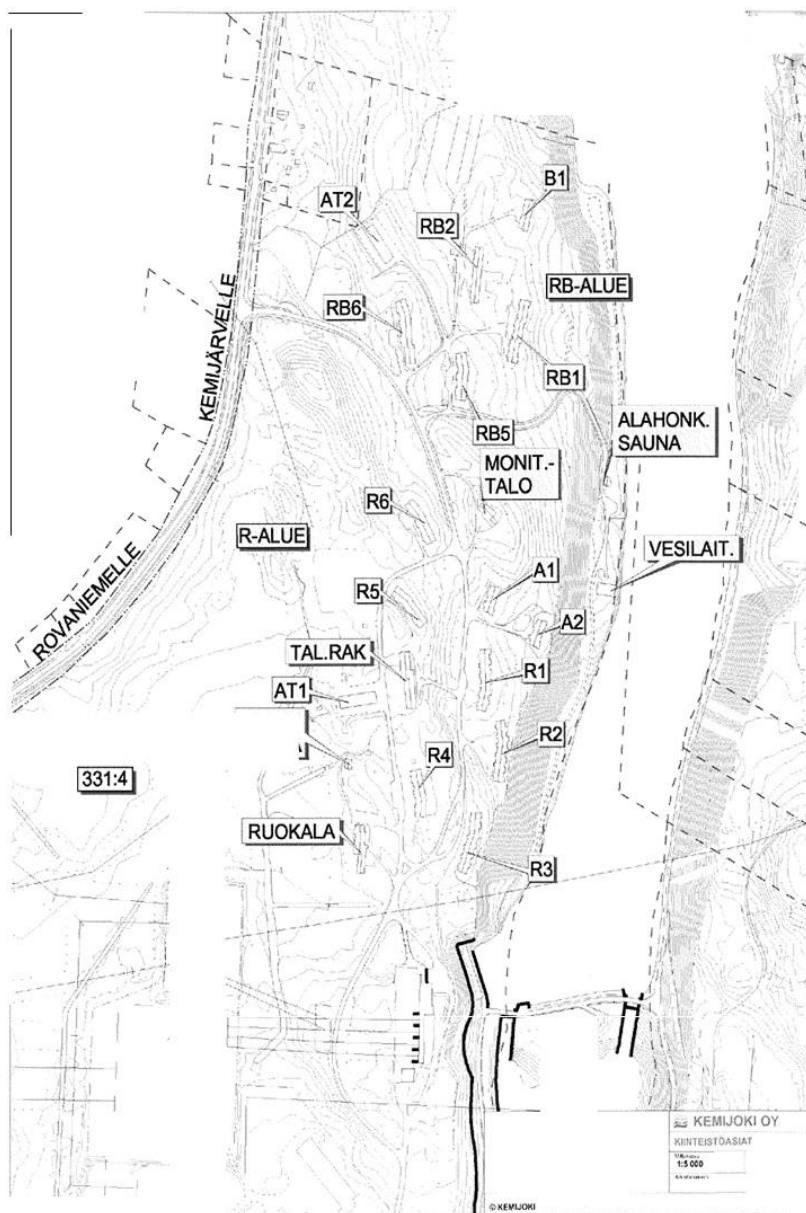 B1
AT2
RB2
RB-ALUE
KEMIJÄRVELLE
RB6
RB1
ALAHONK.
SAUNA
RB5
MONIT.-
TALO
R6
R-ALUE
VESILAIT.
A1
R5
ROVANIEMELLE
A2
TAL.RAK
R1
AT1
R2
R4
331:4
RUOKALA
R3
KEMIJOKI OY
KIINTEISTÖASIAT
1:5 000
© KEMIJOKI